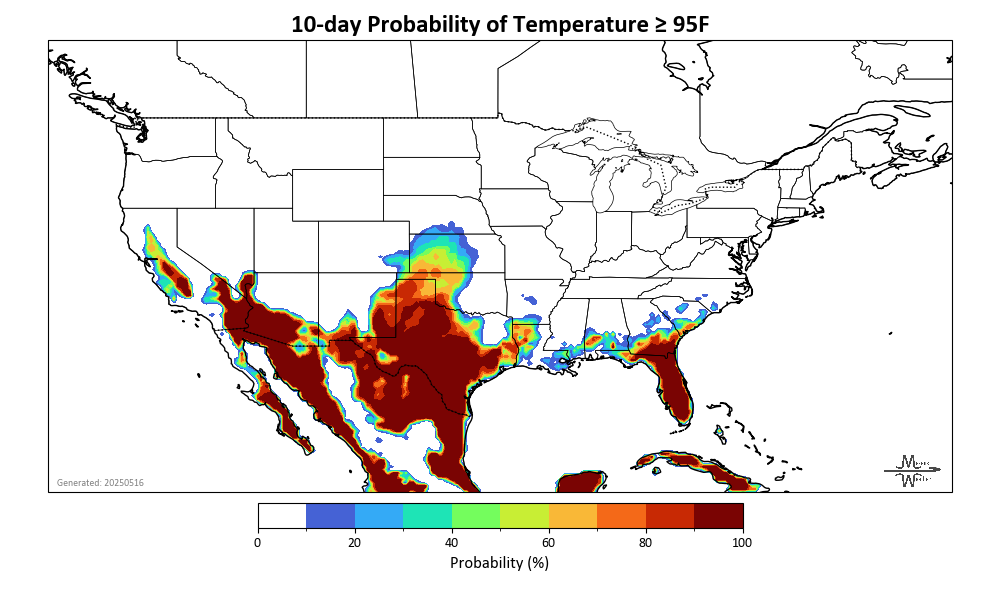 10-day Probability of Temperature ≥ 95F
Generated: 20250516
0 20 40 60 80 100
Probability (%)